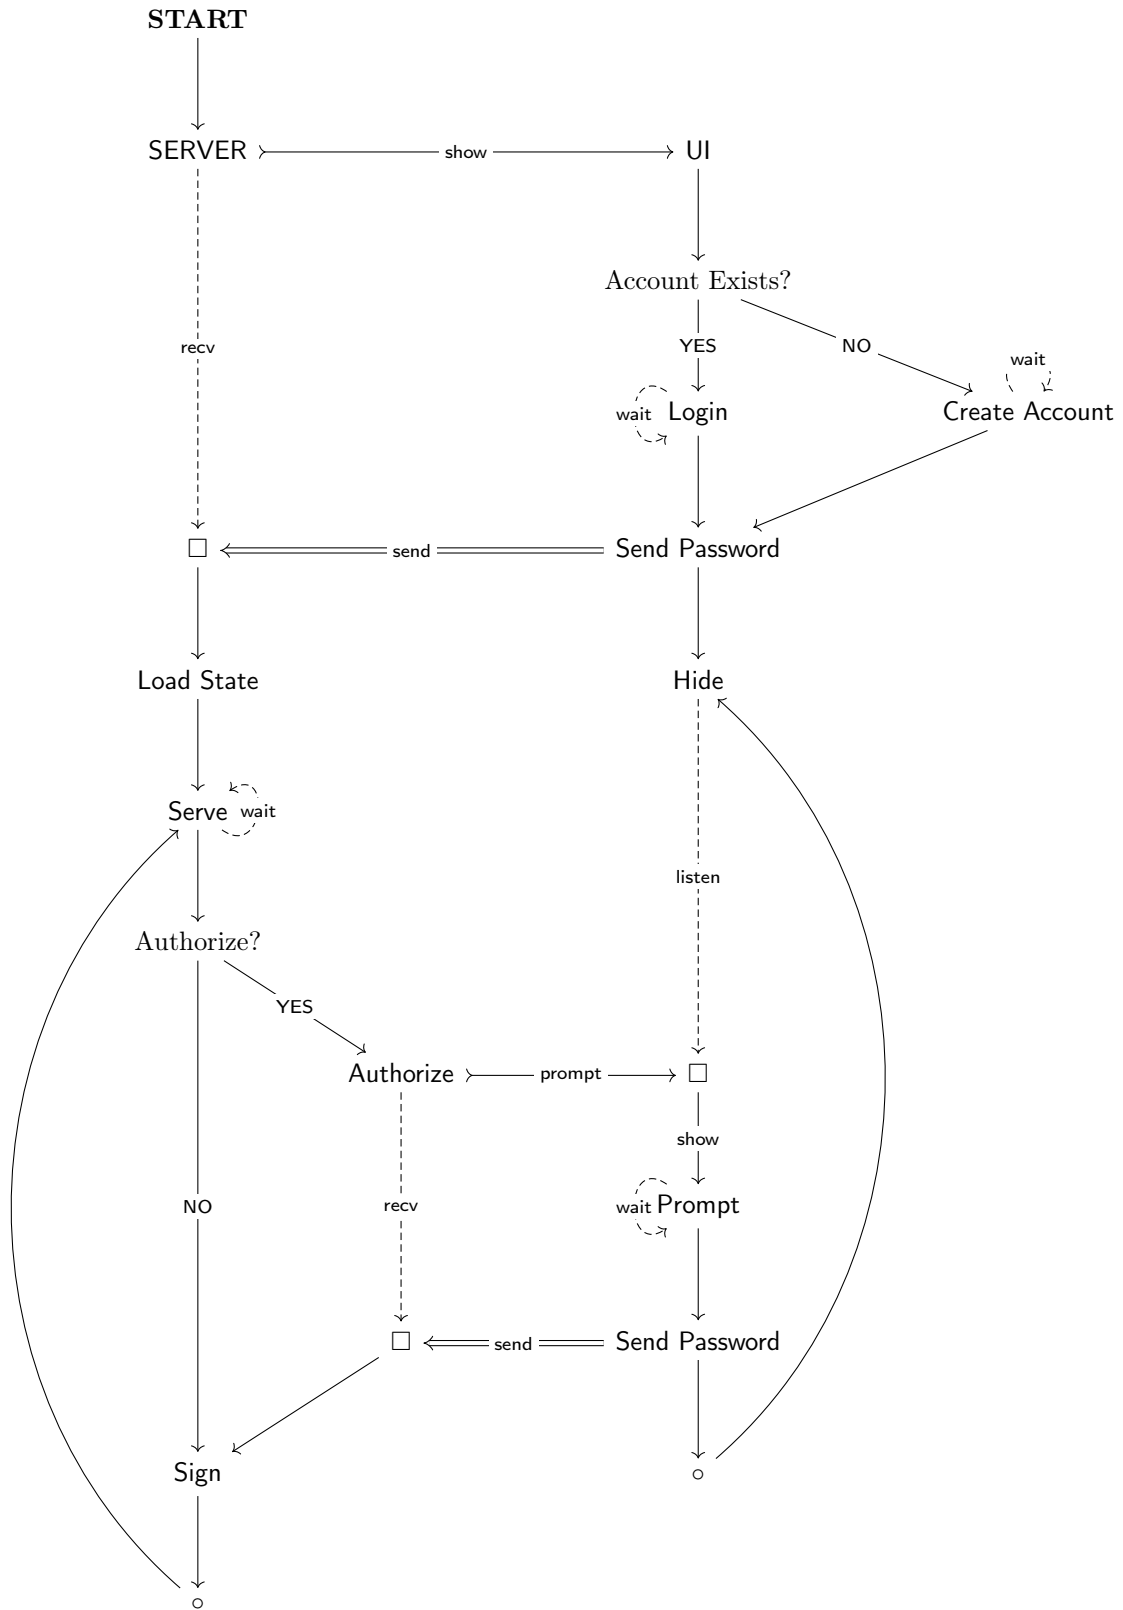 START
SERVER show UI
Account Exists?
recv YES NO
wait
wait Login Create Account
send Send Password
Load State Hide
Serve wait
listen
Authorize?
YES
Authorize prompt
show
NO recv wait Prompt
send Send Password
Sign